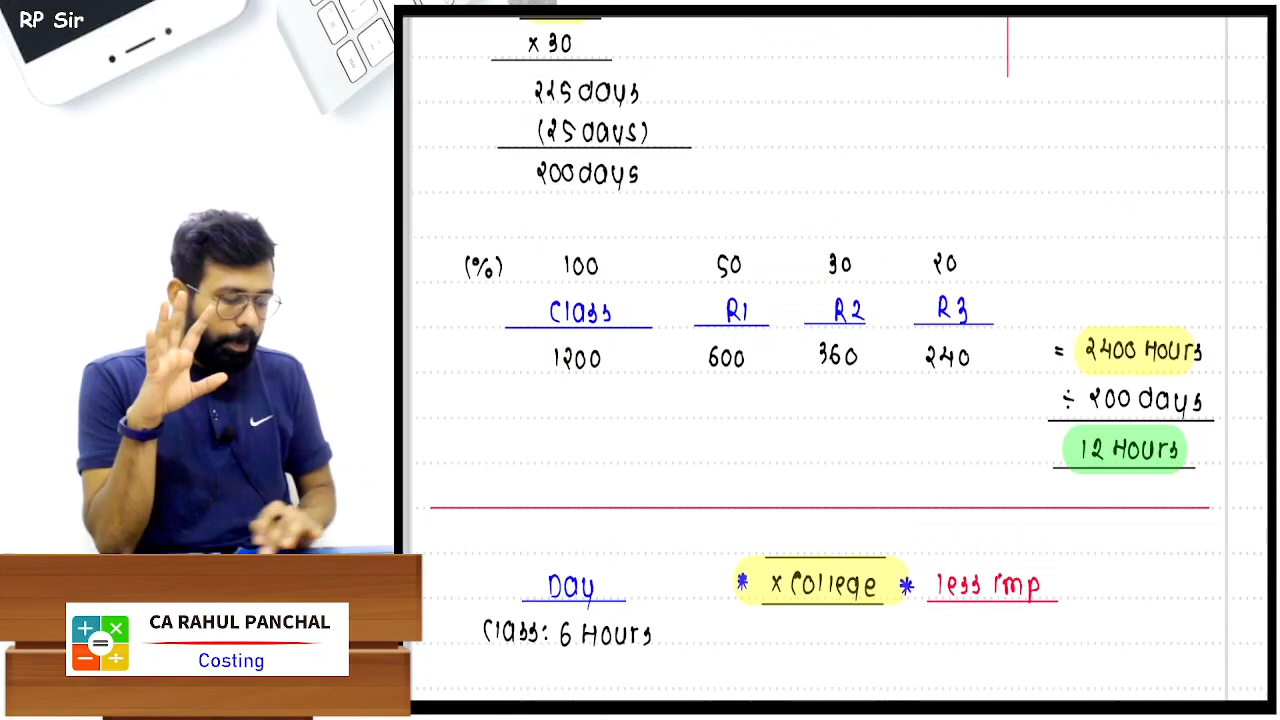 RP Sir
x 30
225 days
(25 days)
200 days
(%) 100 50 30 20
Class R1 R2 R3
1200 600 360 240 = 2400 Hours
÷ 200 days
12 Hours
Day * x College * less imp
Class: 6 Hours
CA RAHUL PANCHAL
Costing